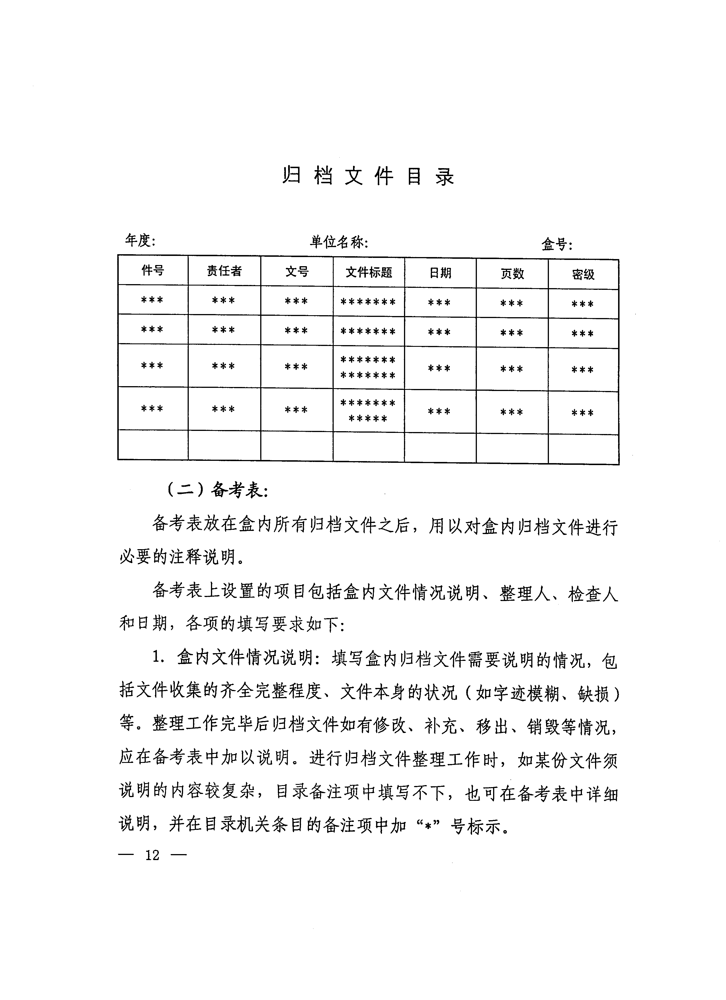 归档文件目录
年度: 单位名称: 盒号:
件号 责任者 文号 文件标题 日期 页数 密级
*** *** *** ******* *** *** ***
*** *** *** ******* *** *** ***
*** *** *** ******* *** *** ***
*******
*** *** *** ******* *** *** ***
*****
（二）备考表:
备考表放在盒内所有归档文件之后，用以对盒内归档文件进行
必要的注释说明。
备考表上设置的项目包括盒内文件情况说明、整理人、检查人
和日期，各项的填写要求如下:
1. 盒内文件情况说明: 填写盒内归档文件需要说明的情况，包
括文件收集的齐全完整程度、文件本身的状况（如字迹模糊、缺损）
等。整理工作完毕后归档文件如有修改、补充、移出、销毁等情况，
应在备考表中加以说明。进行归档文件整理工作时，如某份文件须
说明的内容较复杂，目录备注项中填写不下，也可在备考表中详细
说明，并在目录机关条目的备注项中加“*”号标示。
— 12 —